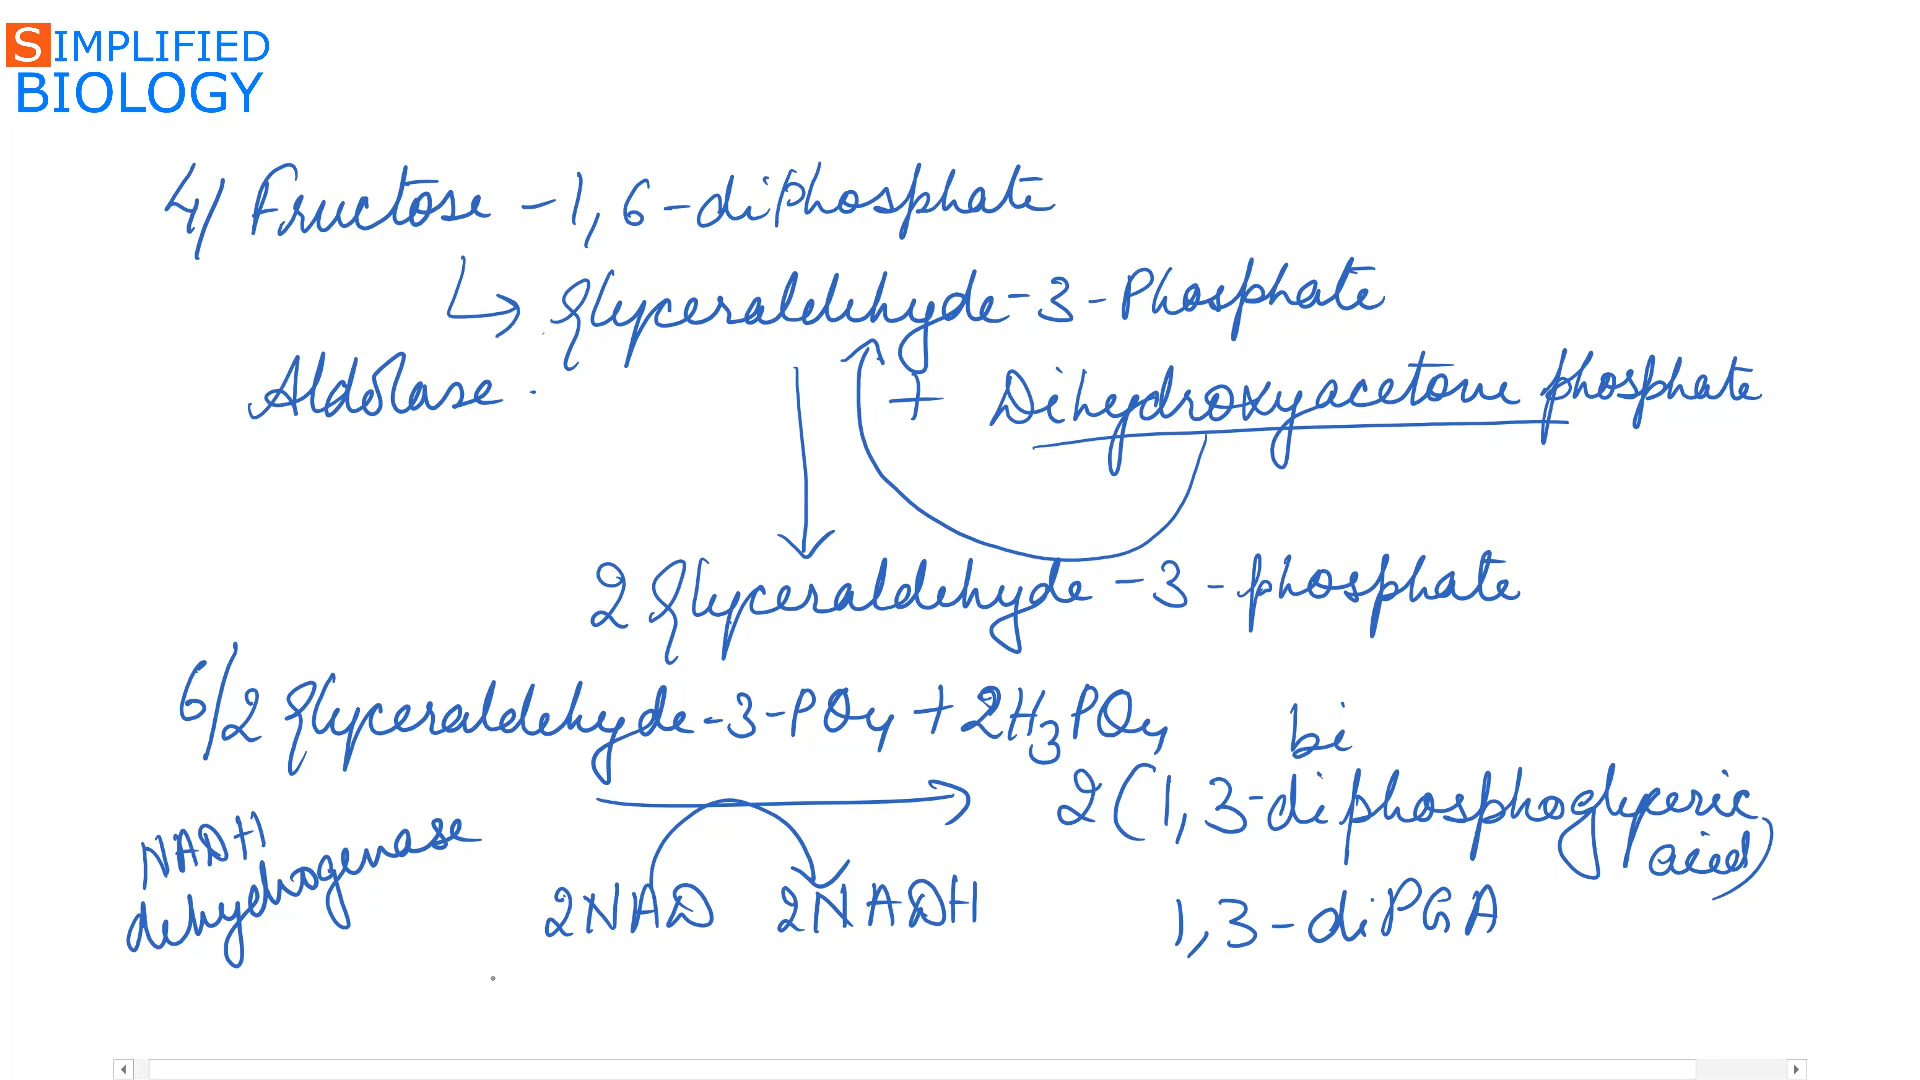 SIMPLIFIED
BIOLOGY
4/ Fructose - 1, 6 - diphosphate
Glyceraldehyde - 3 - Phosphate
Aldolase.
+ Dihydroxyacetone phosphate
2 Glyceraldehyde - 3 - phosphate
6/ 2 Glyceraldehyde - 3 - PO4 + 2H3PO4
bi
2 (1, 3 - diphosphoglyceric
acid)
NADH
dehydrogenase
2NAD 2NADH
1, 3 - diPGA